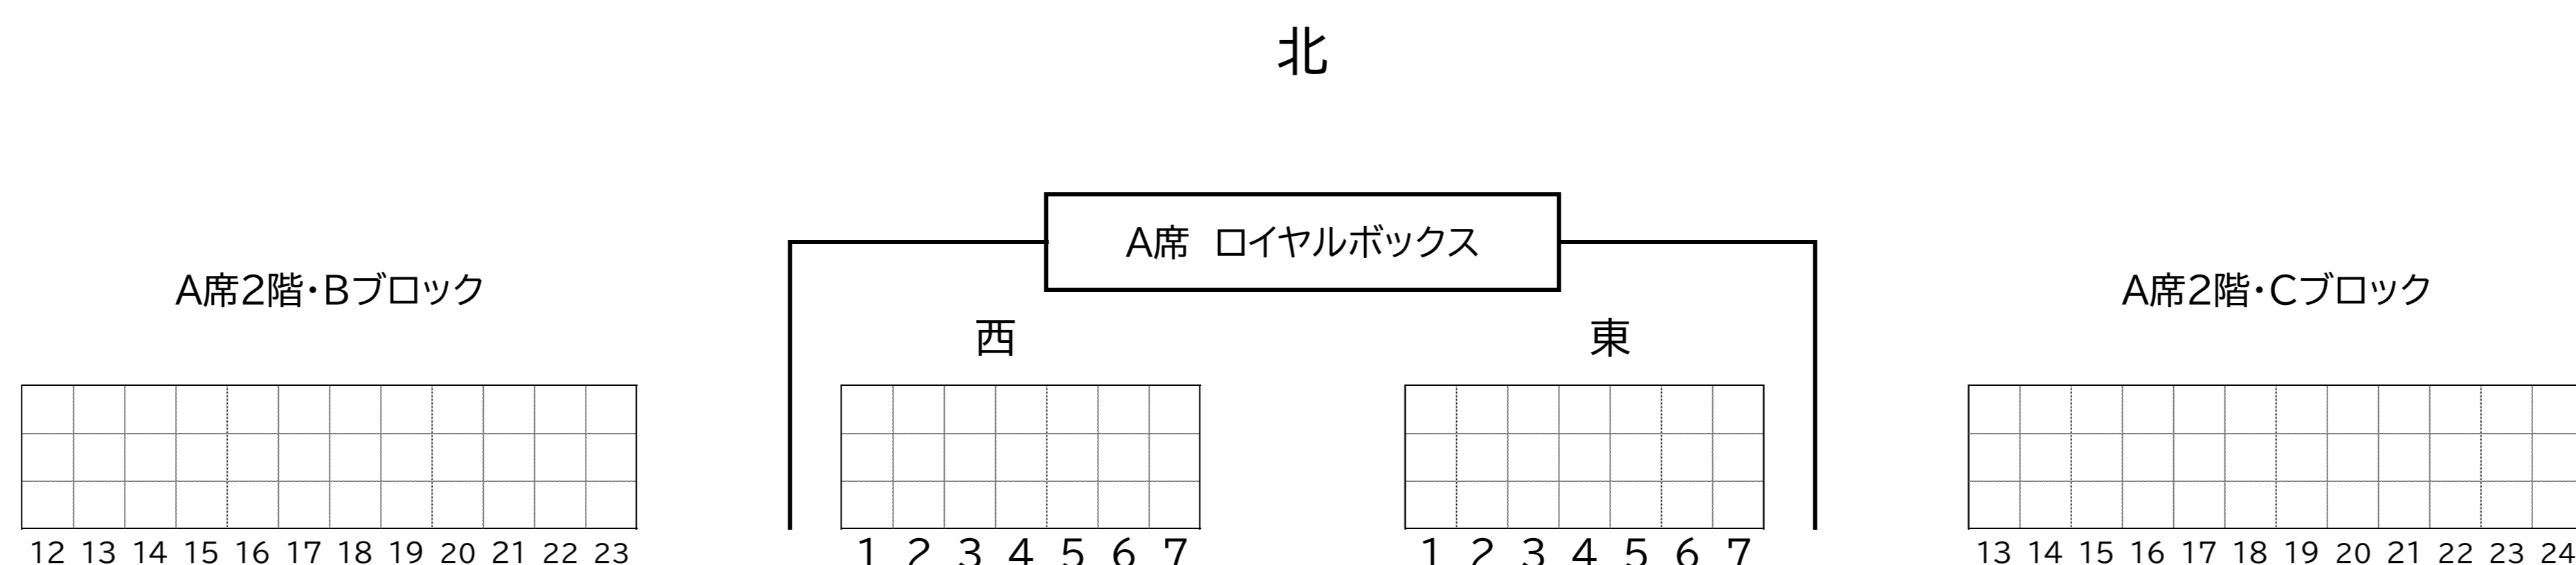 北
A席 ロイヤルボックス
A席2階・Bブロック
A席2階・Cブロック
西
東
12 13 14 15 16 17 18 19 20 21 22 23
1 2 3 4 5 6 7
1 2 3 4 5 6 7
13 14 15 16 17 18 19 20 21 22 23 24